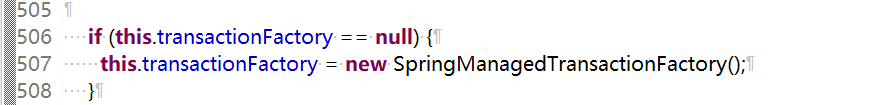 505 ¶
506 ····if·(this.transactionFactory·==·null)·{¶
507 ······this.transactionFactory·=·new·SpringManagedTransactionFactory();¶
508 ····}¶